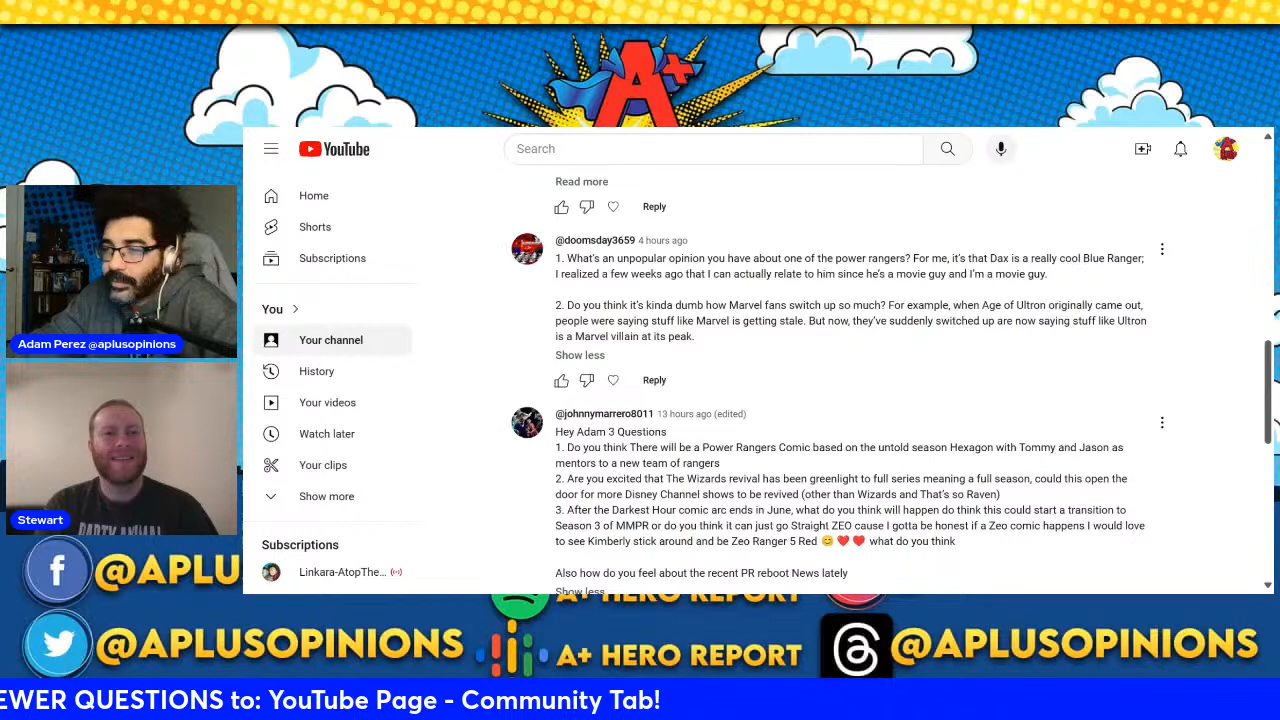 A+
YouTube
Search
Home
Shorts
Subscriptions
You
Your channel
History
Your videos
Watch later
Your clips
Show more
Subscriptions
Linkara-AtopThe...
Read more
Reply
@doomsday3659 4 hours ago
1. What's an unpopular opinion you have about one of the power rangers? For me, it's that Dax is a really cool Blue Ranger;
I realized a few weeks ago that I can actually relate to him since he's a movie guy and I'm a movie guy.
2. Do you think it's kinda dumb how Marvel fans switch up so much? For example, when Age of Ultron originally came out,
people were saying stuff like Marvel is getting stale. But now, they've suddenly switched up are now saying stuff like Ultron
is a Marvel villain at its peak.
Show less
Reply
@johnnymarrero8011 13 hours ago (edited)
Hey Adam 3 Questions
1. Do you think There will be a Power Rangers Comic based on the untold season Hexagon with Tommy and Jason as
mentors to a new team of rangers
2. Are you excited that The Wizards revival has been greenlight to full series meaning a full season, could this open the
door for more Disney Channel shows to be revived (other than Wizards and That's so Raven)
3. After the Darkest Hour comic arc ends in June, what do you think will happen do think this could start a transition to
Season 3 of MMPR or do you think it can just go Straight ZEO cause I gotta be honest if a Zeo comic happens I would love
to see Kimberly stick around and be Zeo Ranger 5 Red 😊 ❤️ ❤️ what do you think
Also how do you feel about the recent PR reboot News lately
Show less
Adam Perez @aplusopinions
PARTY ANIMAL
Stewart
@APLU
A+ HERO REPORT
@APLUSOPINIONS
A+ HERO REPORT
@APLUSOPINIONS
EWER QUESTIONS to: YouTube Page - Community Tab!